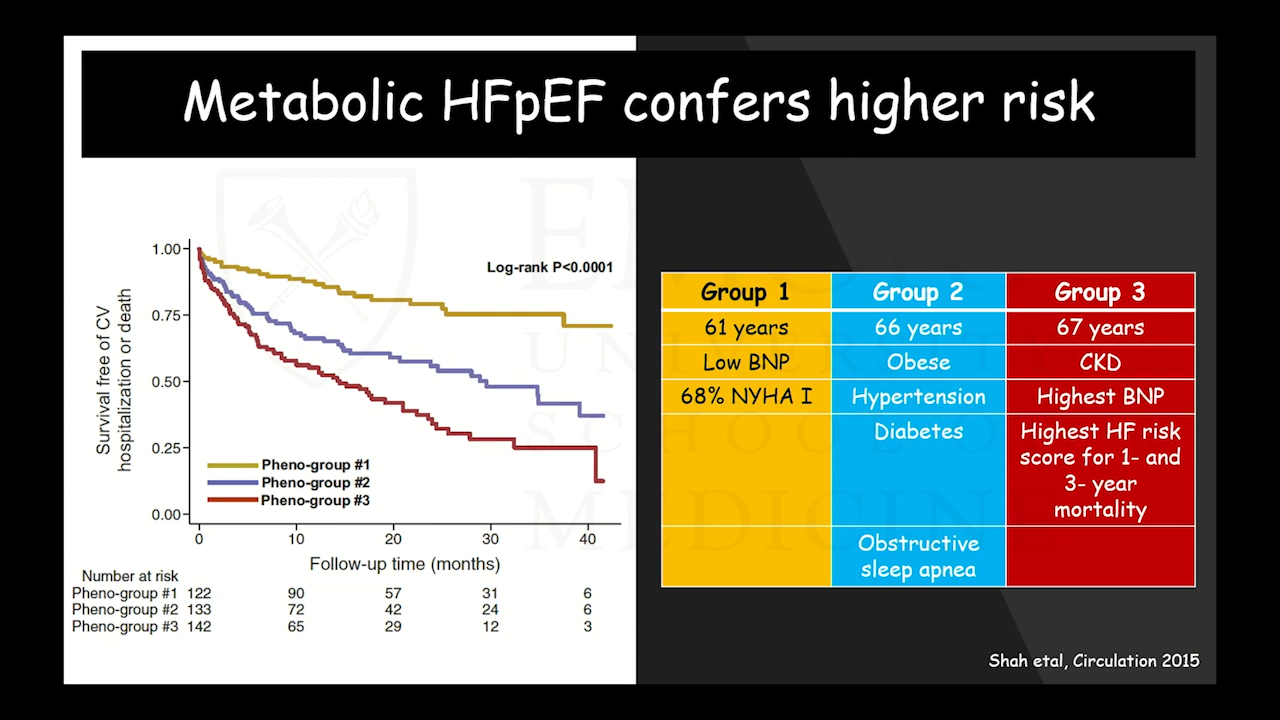 Metabolic HFpEF confers higher risk
1.00
0.75
0.50
0.25
0.00
Survival free of CV
hospitalization or death
Log-rank P<0.0001
Pheno-group #1
Pheno-group #2
Pheno-group #3
0 10 20 30 40
Follow-up time (months)
Number at risk
Pheno-group #1 122 90 57 31 6
Pheno-group #2 133 72 42 24 6
Pheno-group #3 142 65 29 12 3
Group 1 Group 2 Group 3
61 years 66 years 67 years
Low BNP Obese CKD
68% NYHA I Hypertension Highest BNP
Diabetes Highest HF risk
score for 1- and
3- year
mortality
Obstructive
sleep apnea
Shah etal, Circulation 2015
EMORY
UNIVERSITY
SCHOOL OF
MEDICINE